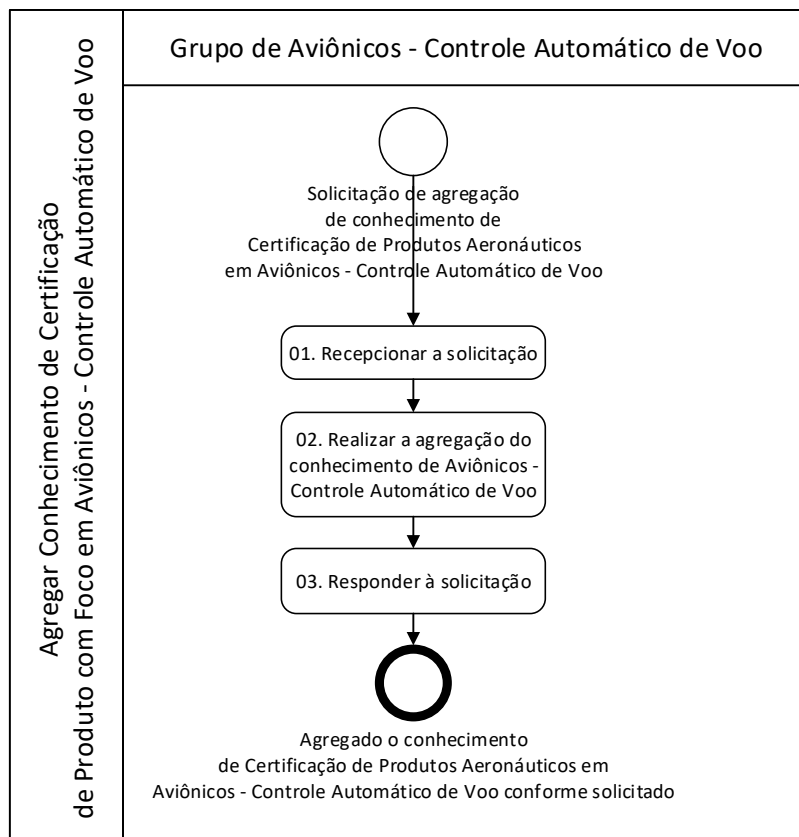 Agregar Conhecimento de Certificação
de Produto com Foco em Aviônicos - Controle Automático de Voo
Grupo de Aviônicos - Controle Automático de Voo
Solicitação de agregação
de conhecimento de
Certificação de Produtos Aeronáuticos
em Aviônicos - Controle Automático de Voo
01. Recepcionar a solicitação
02. Realizar a agregação do
conhecimento de Aviônicos -
Controle Automático de Voo
03. Responder à solicitação
Agregado o conhecimento
de Certificação de Produtos Aeronáuticos em
Aviônicos - Controle Automático de Voo conforme solicitado